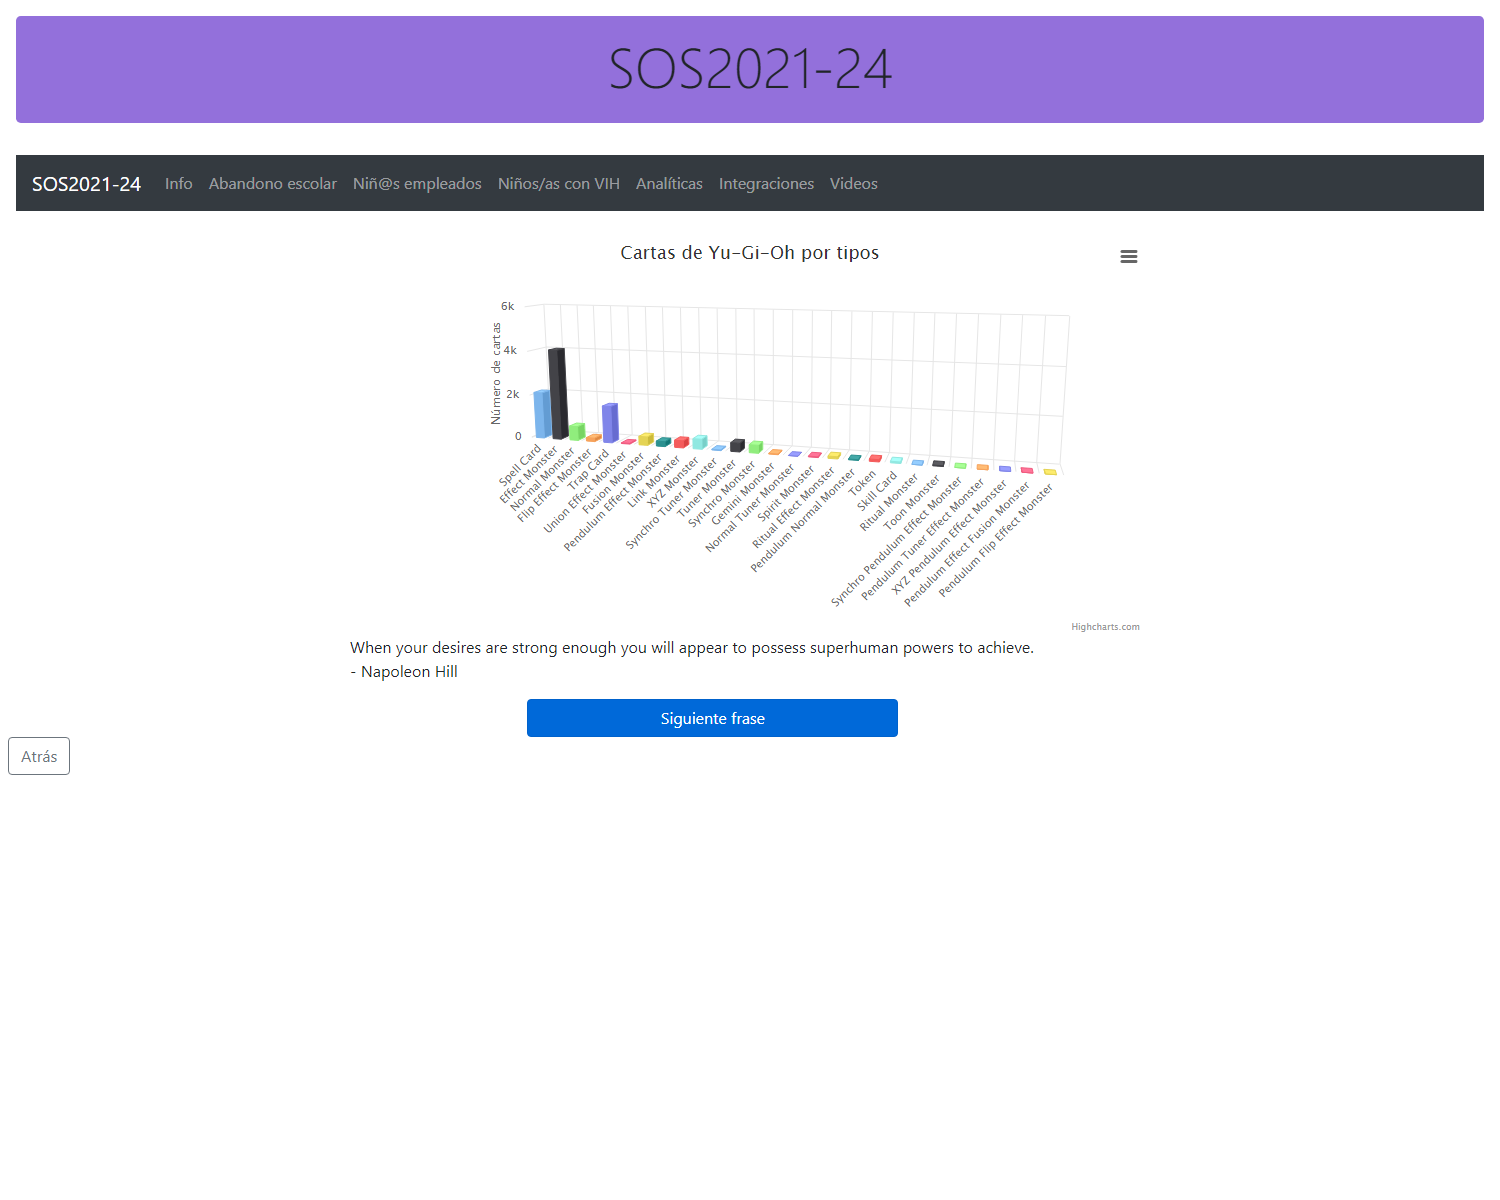 SOS2021-24
SOS2021-24 Info Abandono escolar Niñ@s empleados Niños/as con VIH Analíticas Integraciones Videos
Cartas de Yu-Gi-Oh por tipos
Número de cartas
6k
4k
2k
0
Spell Card
Effect Monster
Normal Monster
Flip Effect Monster
Trap Card
Union Effect Monster
Fusion Monster
Pendulum Effect Monster
Link Monster
XYZ Monster
Synchro Tuner Monster
Tuner Monster
Synchro Monster
Gemini Monster
Normal Tuner Monster
Spirit Monster
Ritual Effect Monster
Pendulum Normal Monster
Token
Skill Card
Ritual Monster
Toon Monster
Synchro Pendulum Effect Monster
Pendulum Tuner Effect Monster
XYZ Pendulum Effect Monster
Pendulum Effect Fusion Monster
Pendulum Flip Effect Monster
Highcharts.com
When your desires are strong enough you will appear to possess superhuman powers to achieve.
- Napoleon Hill
Siguiente frase
Atrás